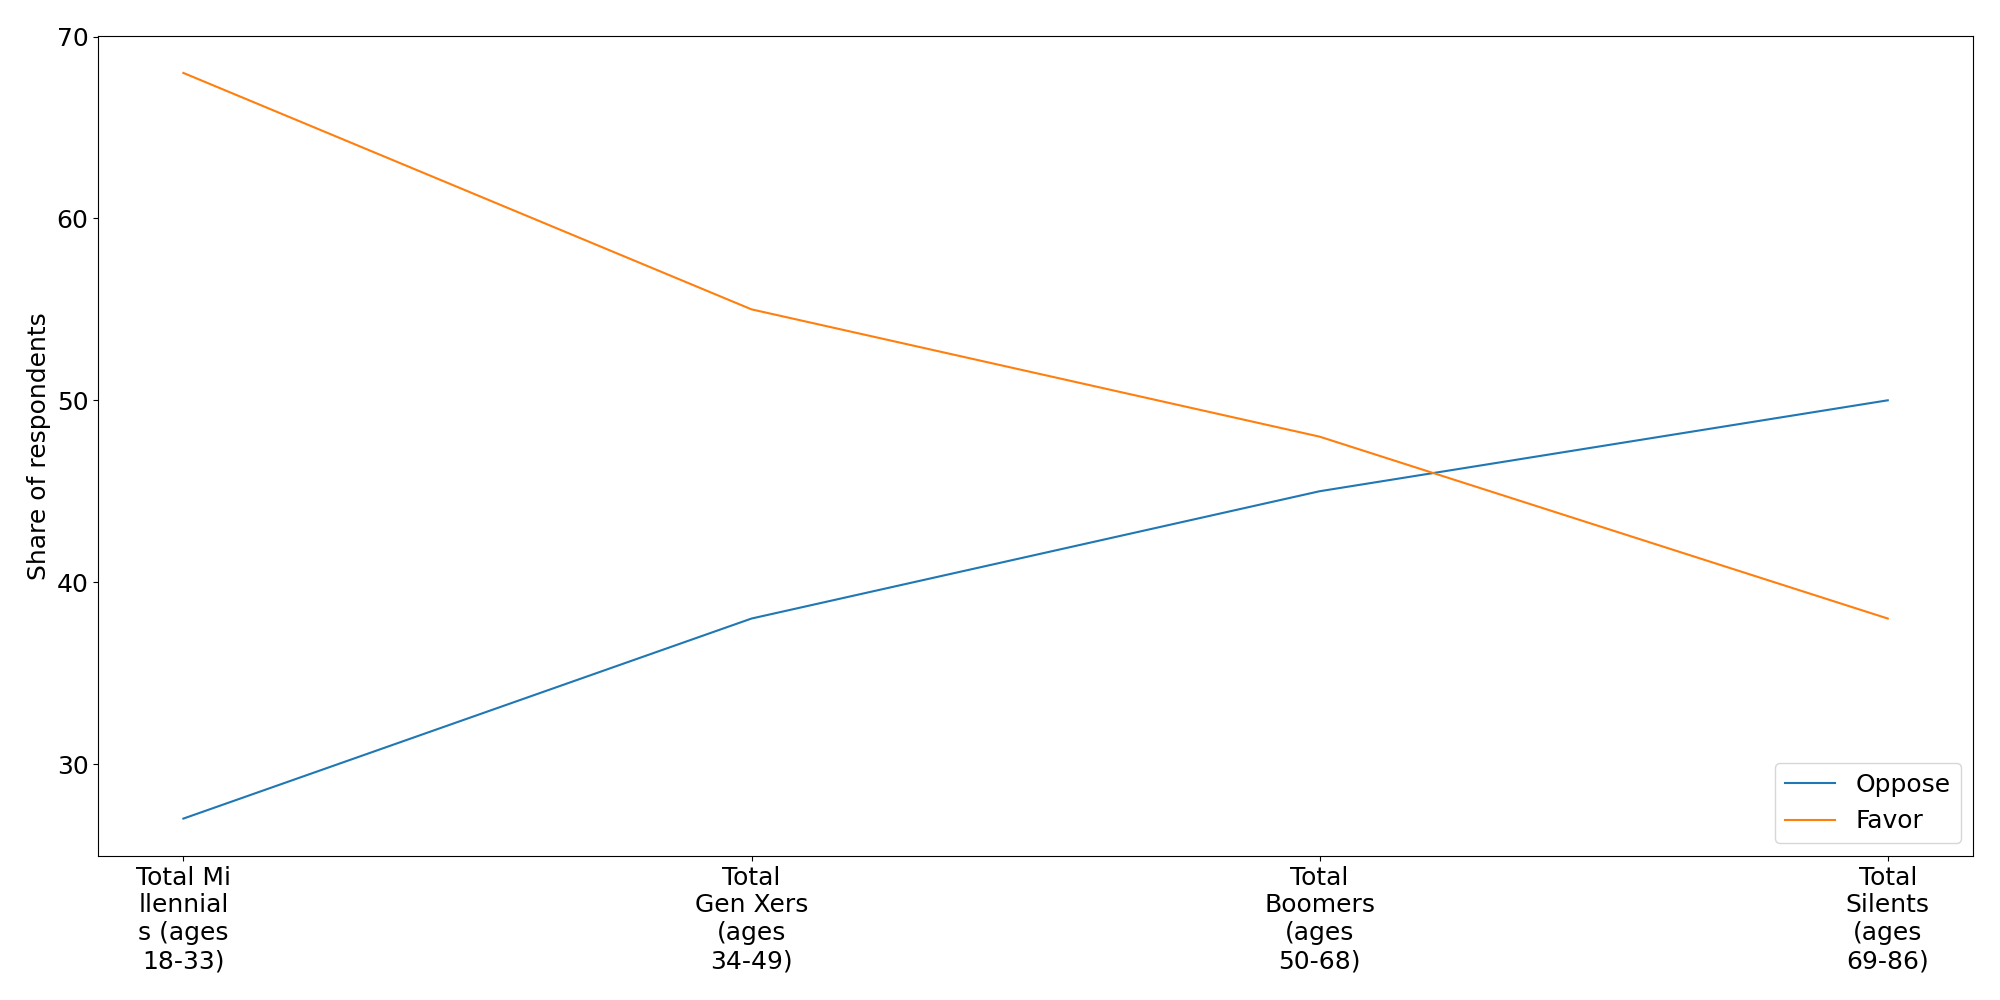 70
60
50
40
30
Share of respondents
Oppose
Favor
Total Mi
llennial
s (ages
18-33)
Total
Gen Xers
(ages
34-49)
Total
Boomers
(ages
50-68)
Total
Silents
(ages
69-86)